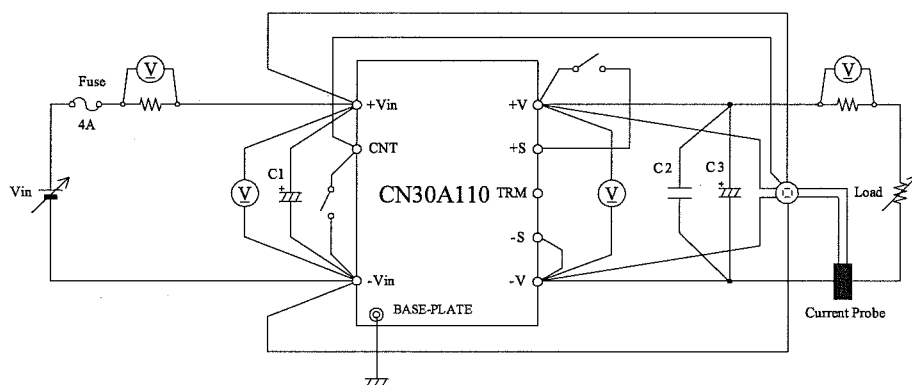 Fuse
4A
V
V
+Vin
+V
CNT
+S
Vin
V
C1
+
CN30A110
TRM
V
C2
C3
+
Load
-S
-Vin
-V
BASE-PLATE
Current Probe